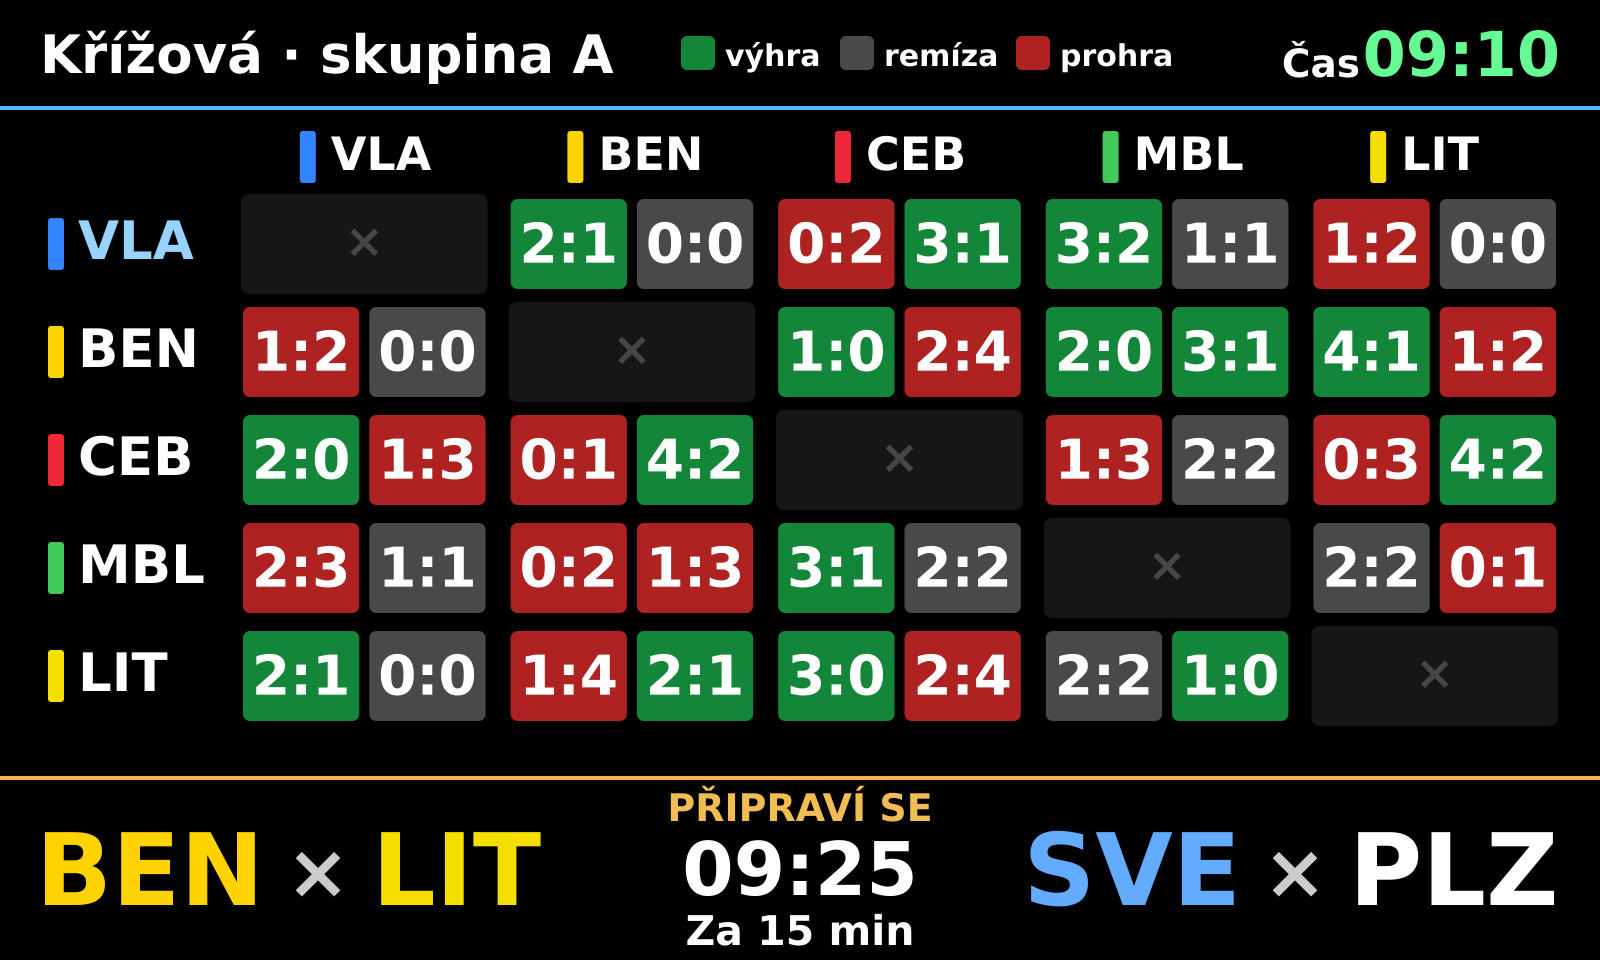 Křížová · skupina A výhra remíza prohra Čas 09:10
VLA BEN CEB MBL LIT
VLA × 2:1 0:0 0:2 3:1 3:2 1:1 1:2 0:0
BEN 1:2 0:0 × 1:0 2:4 2:0 3:1 4:1 1:2
CEB 2:0 1:3 0:1 4:2 × 1:3 2:2 0:3 4:2
MBL 2:3 1:1 0:2 1:3 3:1 2:2 × 2:2 0:1
LIT 2:1 0:0 1:4 2:1 3:0 2:4 2:2 1:0 ×
PŘIPRAVÍ SE
BEN × LIT 09:25 SVE × PLZ
Za 15 min